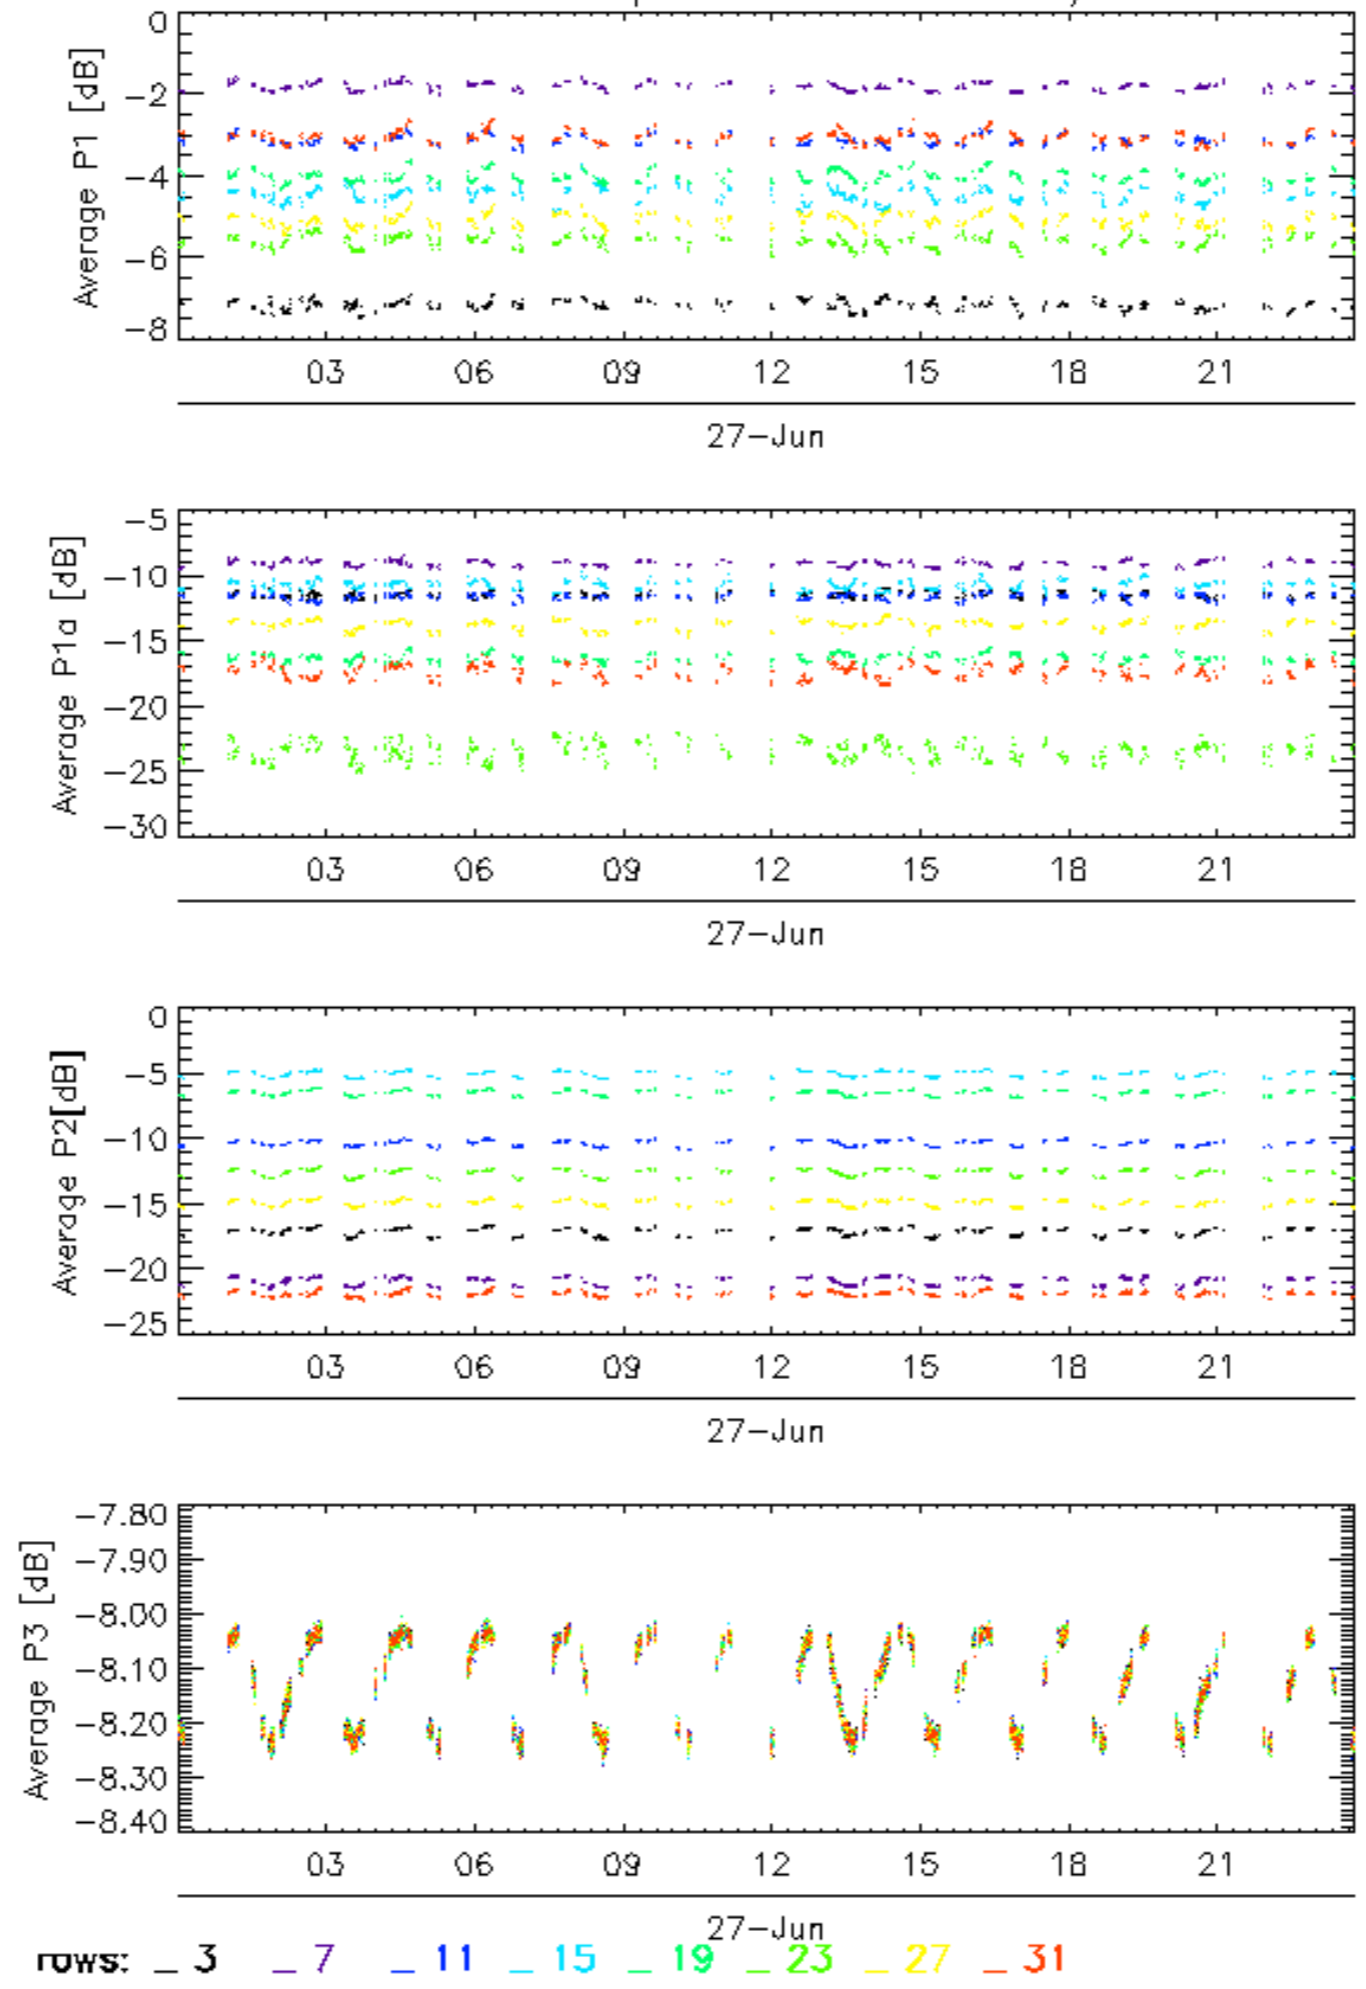 Average P1 [dB]
0
−2
−4
−6
−8
03 06 09 12 15 18 21
27−Jun
Average P1a [dB]
−5
−10
−15
−20
−25
−30
03 06 09 12 15 18 21
27−Jun
Average P2[dB]
0
−5
−10
−15
−20
−25
03 06 09 12 15 18 21
27−Jun
Average P3 [dB]
−7.80
−7.90
−8.00
−8.10
−8.20
−8.30
−8.40
03 06 09 12 15 18 21
27−Jun
rows: _ 3 _ 7 _ 11 _ 15 _ 19 _ 23 _ 27 _ 31